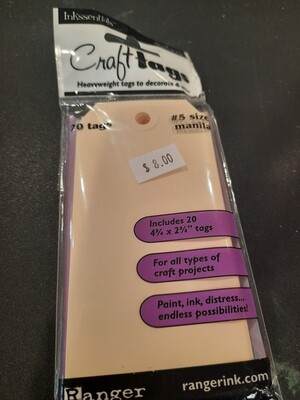 Inkssentials
Craft tags
Heavyweight tags to decorate
20 tags
#5 size
manila
$ 8.00
Includes 20
4¾ x 2⅜" tags
For all types of
craft projects
Paint, ink, distress...
endless possibilities!
Ranger
rangerink.com